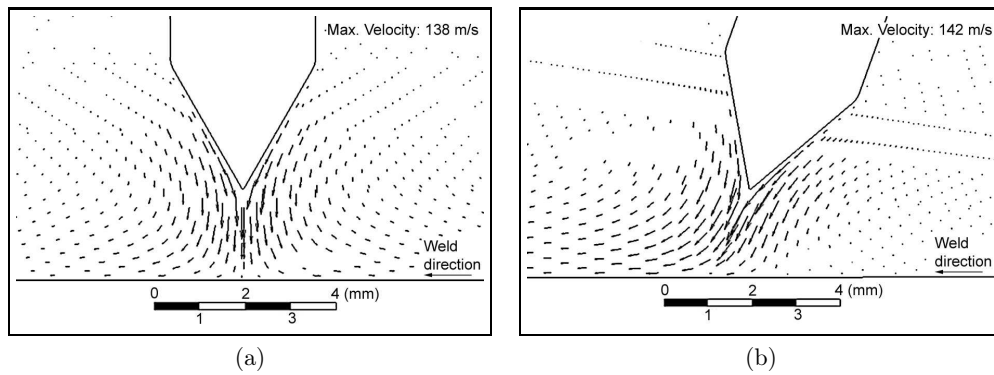 Max. Velocity: 138 m/s
Weld
direction
0 2 4 (mm)
1 3
(a)
Max. Velocity: 142 m/s
Weld
direction
0 2 4 (mm)
1 3
(b)